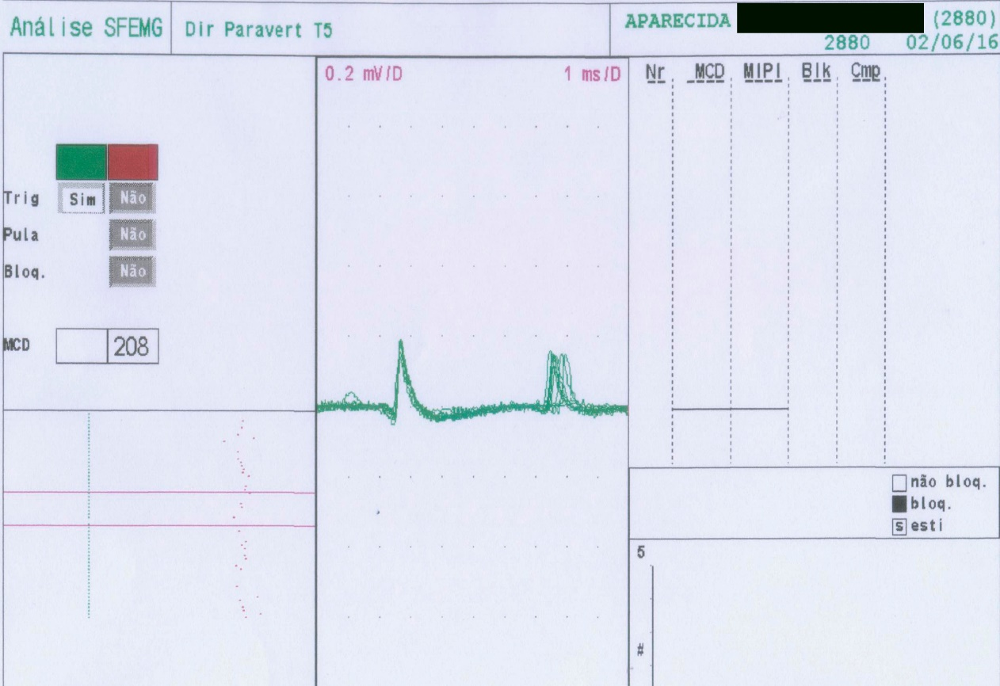 Análise SFEMG
Dir Paravert T5
APARECIDA (2880)
2880 02/06/16
0.2 mV/D 1 ms/D
Nr MCD MIPI Blk Cmp
Trig Sim Não
Pula Não
Bloq. Não
MCD 208
não bloq.
bloq.
s esti
5
#